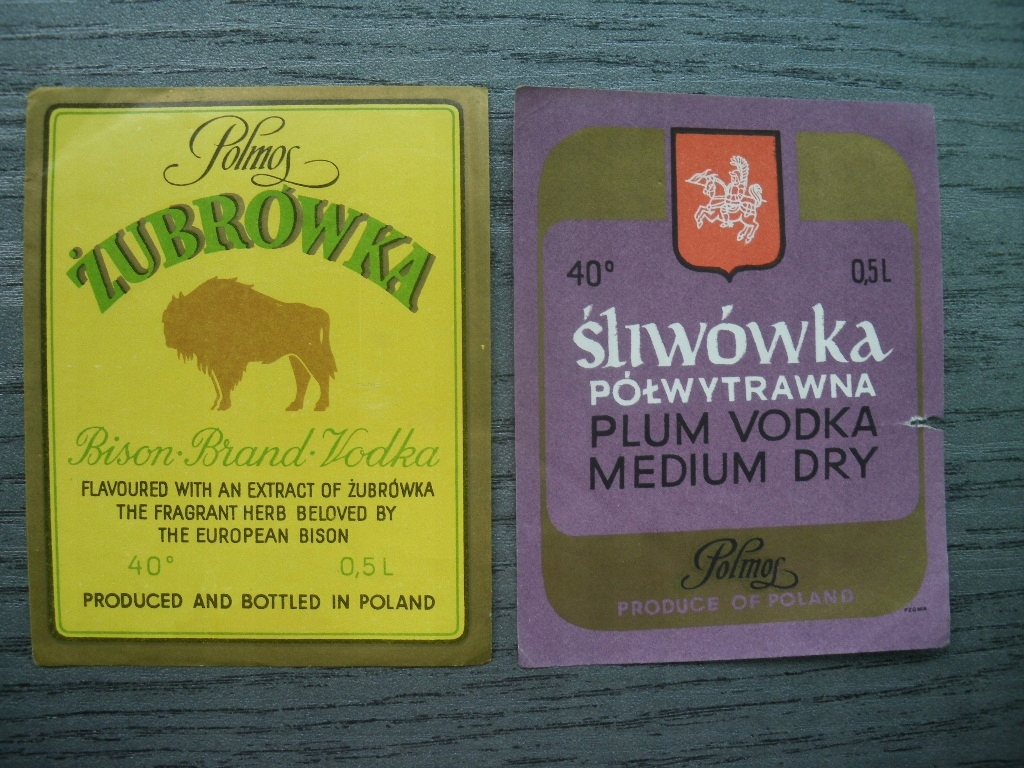 Polmos
ŻUBRÓWKA
Bison·Brand·Vodka
FLAVOURED WITH AN EXTRACT OF ŻUBRÓWKA
THE FRAGRANT HERB BELOVED BY
THE EUROPEAN BISON
40° 0,5 L
PRODUCED AND BOTTLED IN POLAND
40° 0,5 L
śliwówka
PÓŁWYTRAWNA
PLUM VODKA
MEDIUM DRY
Polmos
PRODUCE OF POLAND